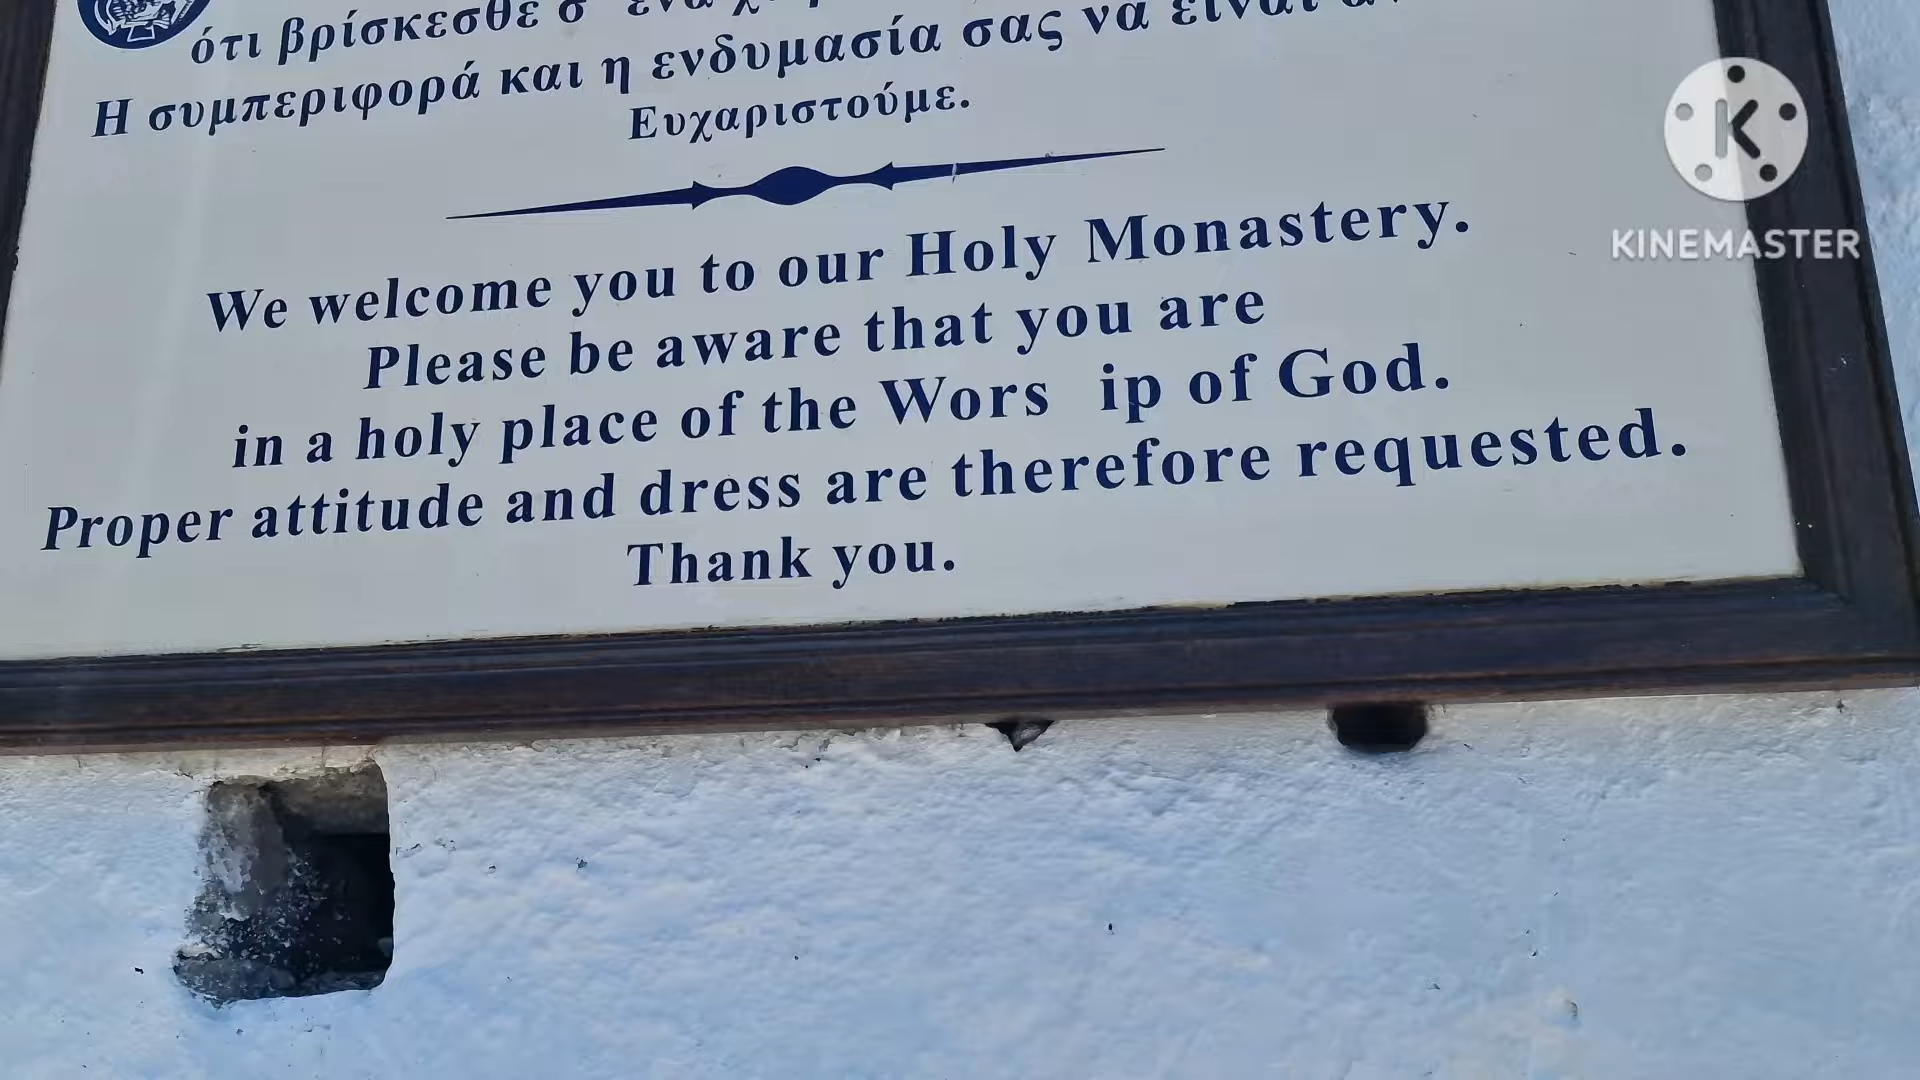 ότι βρίσκεσθε σ' ένα
Η συμπεριφορά και η ενδυμασία σας να είναι
Ευχαριστούμε.
We welcome you to our Holy Monastery.
Please be aware that you are
in a holy place of the Wors ip of God.
Proper attitude and dress are therefore requested.
Thank you.
K
KINEMASTER